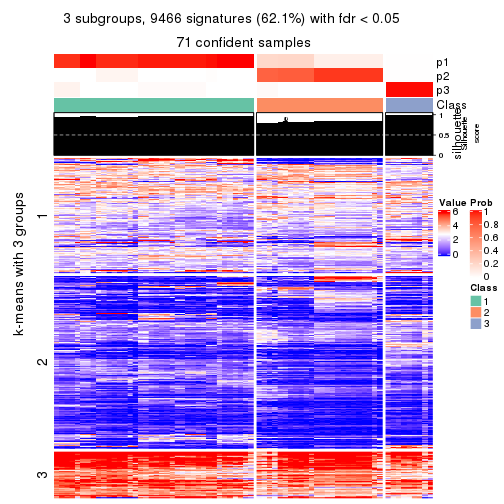 3 subgroups, 9466 signatures (62.1%) with fdr < 0.05
71 confident samples
p1
p2
p3
Class
1
0.5
0
silhouette
Silhouette
score
k-means with 3 groups
1
2
3
Value
6
4
2
0
Prob
1
0.8
0.6
0.4
0.2
0
Class
1
2
3